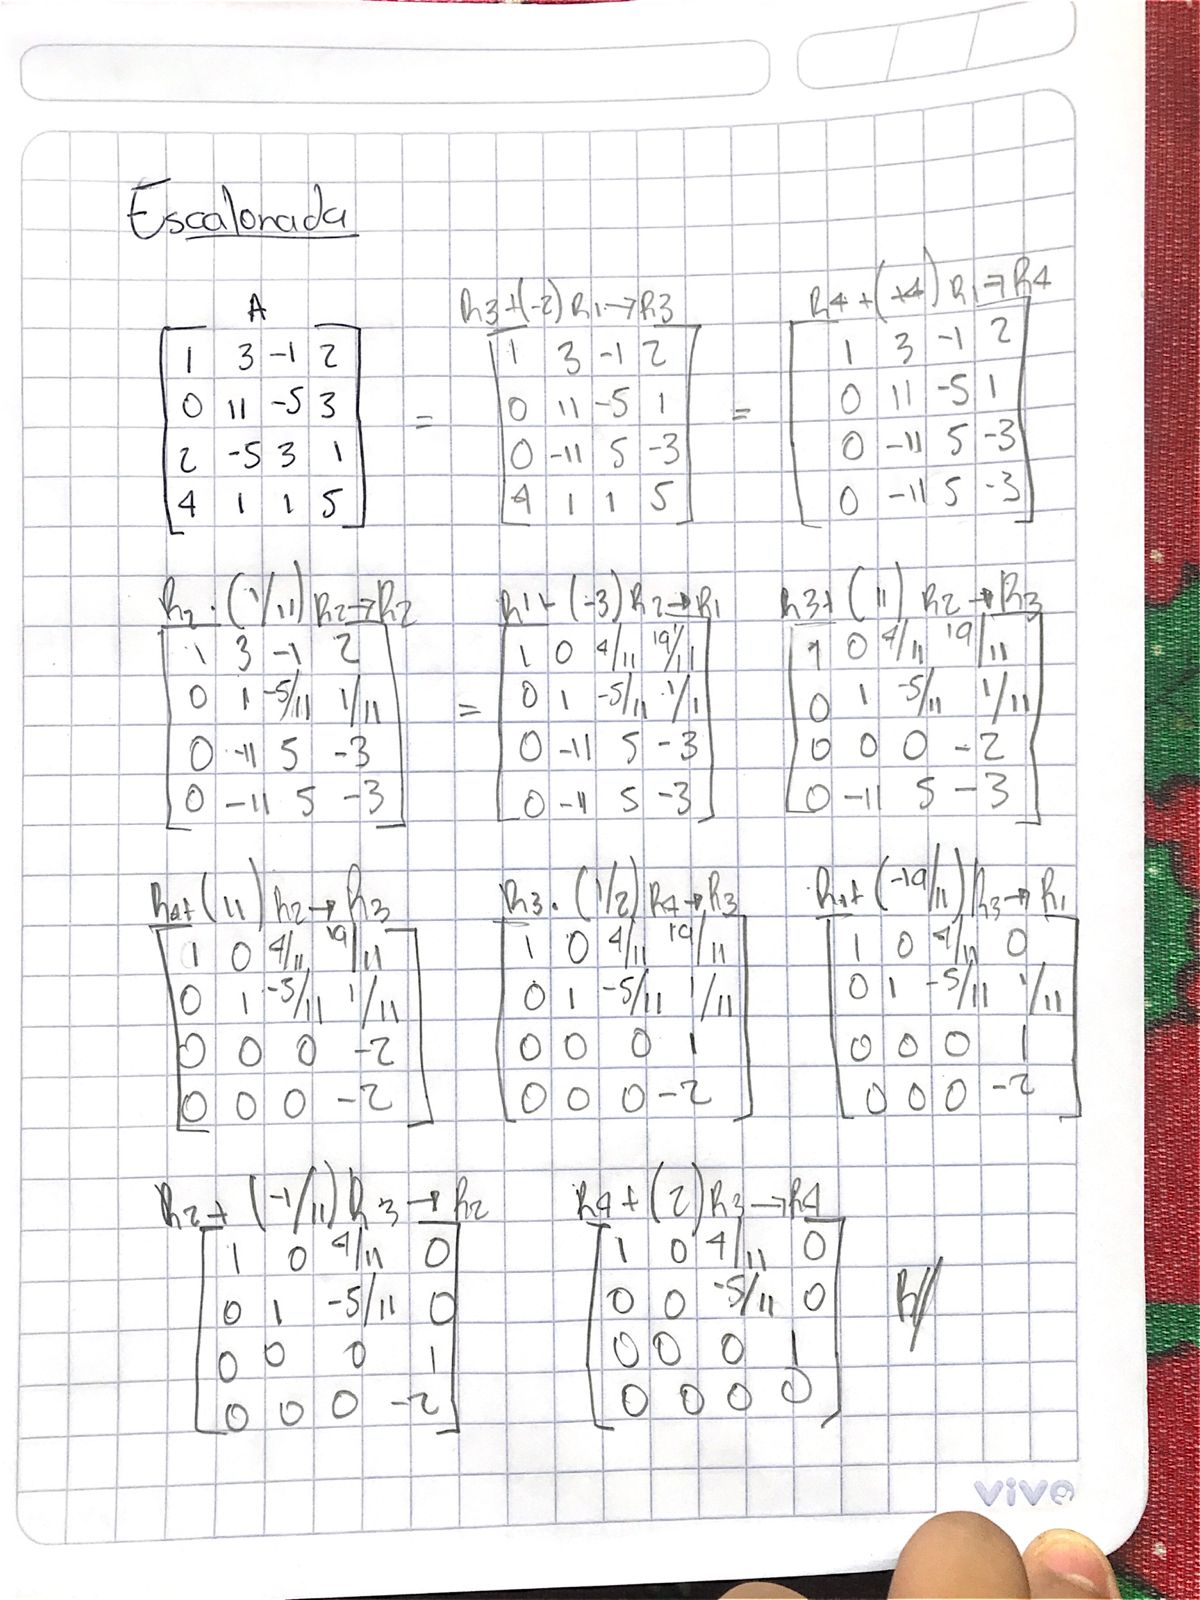 Escalonada
A R3+(-2)R1→R3 R4+(+4)R1→R4
1 3 -1 2 1 3 -1 2 1 3 -1 2
0 11 -5 3 = 0 11 -5 1 = 0 11 -5 1
2 -5 3 1 0 -11 5 -3 0 -11 5 -3
4 1 1 5 4 1 1 5 0 -11 5 -3
R2·(1/11)R2→R2 R1+(-3)R2→R1 R3+(11)R2→R3
1 3 -1 2 1 0 4/11 19/11 1 0 4/11 19/11
0 1 -5/11 1/11 = 0 1 -5/11 1/11 0 1 -5/11 1/11
0 -11 5 -3 0 -11 5 -3 0 0 0 -2
0 -11 5 -3 0 -11 5 -3 0 -11 5 -3
R4+(11)R2→R3 R3·(1/2)R4→R3 R1+(-19/11)R3→R1
1 0 4/11 19/11 1 0 4/11 19/11 1 0 4/11 0
0 1 -5/11 1/11 0 1 -5/11 1/11 0 1 -5/11 1/11
0 0 0 -2 0 0 0 1 0 0 0 1
0 0 0 -2 0 0 0 -2 0 0 0 -2
R2+(-1/11)R3→R2 R4+(2)R3→R4
1 0 4/11 0 1 0 4/11 0
0 1 -5/11 0 0 0 -5/11 0 R//
0 0 0 1 0 0 0 1
0 0 0 -2 0 0 0 0
vive